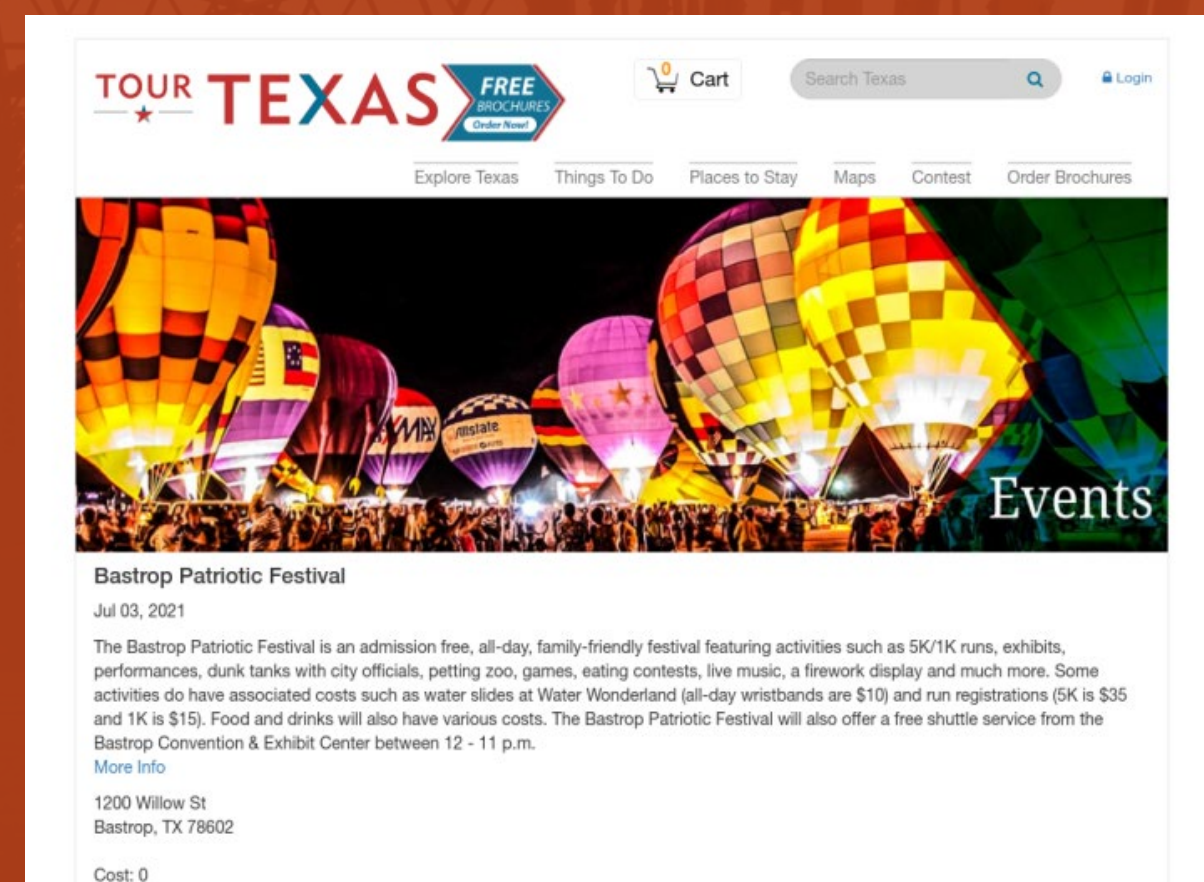 TOUR TEXAS
FREE
BROCHURES
Order Now!
0
Cart
Search Texas
Login
Explore Texas
Things To Do
Places to Stay
Maps
Contest
Order Brochures
Allstate
Events
Bastrop Patriotic Festival
Jul 03, 2021
The Bastrop Patriotic Festival is an admission free, all-day, family-friendly festival featuring activities such as 5K/1K runs, exhibits,
performances, dunk tanks with city officials, petting zoo, games, eating contests, live music, a firework display and much more. Some
activities do have associated costs such as water slides at Water Wonderland (all-day wristbands are $10) and run registrations (5K is $35
and 1K is $15). Food and drinks will also have various costs. The Bastrop Patriotic Festival will also offer a free shuttle service from the
Bastrop Convention & Exhibit Center between 12 - 11 p.m.
More Info
1200 Willow St
Bastrop, TX 78602
Cost: 0